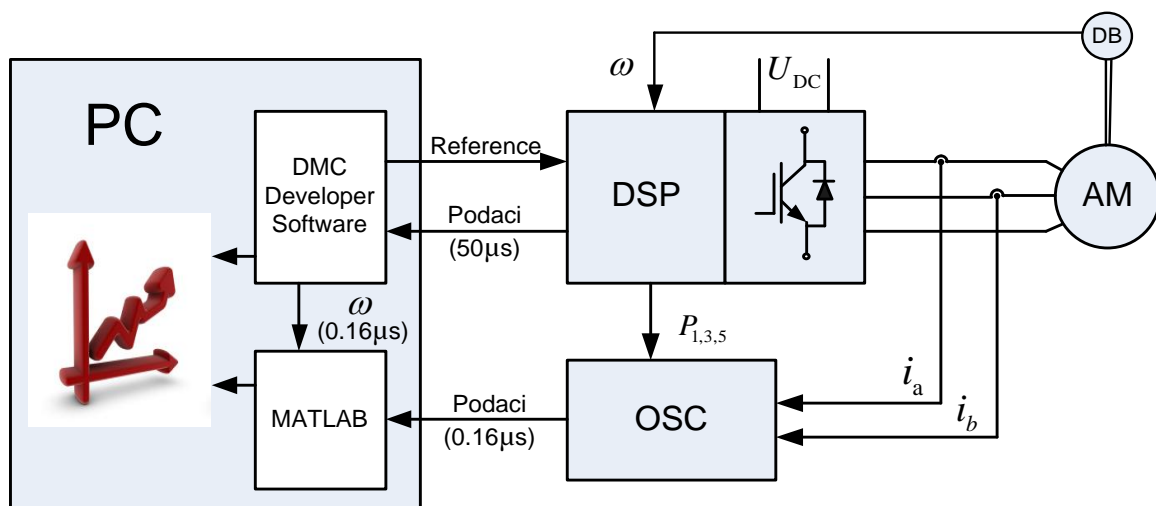 DB
ω
U_DC
PC
DMC
Developer
Software
Reference
Podaci
(50μs)
DSP
AM
ω
(0.16μs)
P_1,3,5
MATLAB
Podaci
(0.16μs)
OSC
i_a
i_b